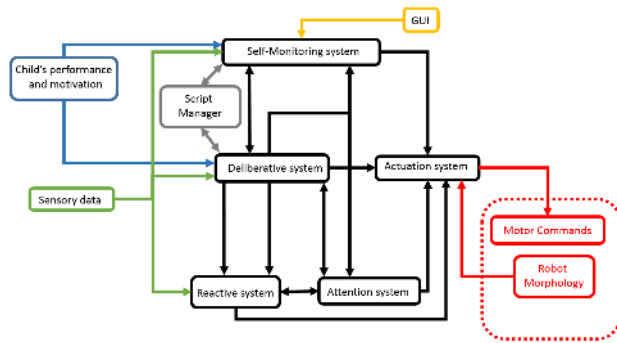 GUI
Self-Monitoring system
Child's performance
and motivation
Script
Manager
Deliberative system
Actuation system
Sensory data
Motor Commands
Robot
Morphology
Reactive system
Attention system